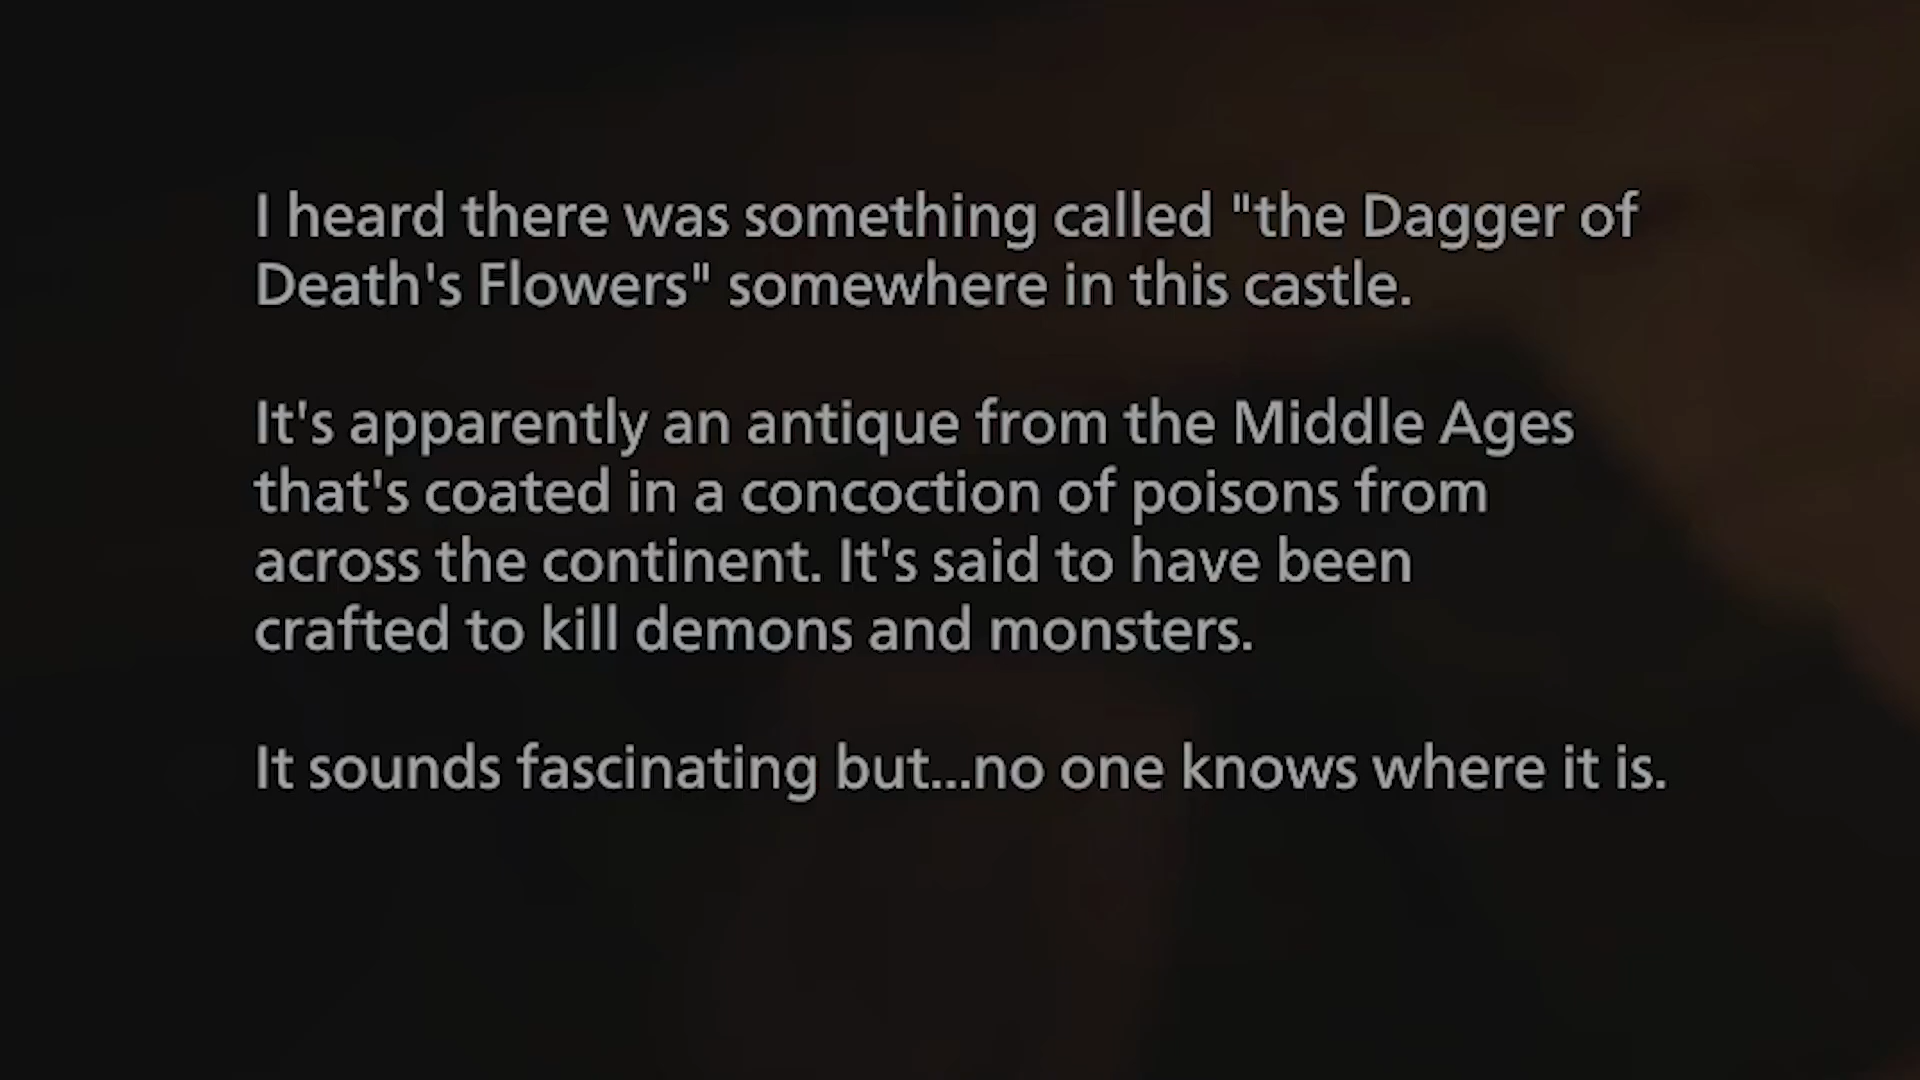 I heard there was something called "the Dagger of
Death's Flowers" somewhere in this castle.
It's apparently an antique from the Middle Ages
that's coated in a concoction of poisons from
across the continent. It's said to have been
crafted to kill demons and monsters.
It sounds fascinating but...no one knows where it is.